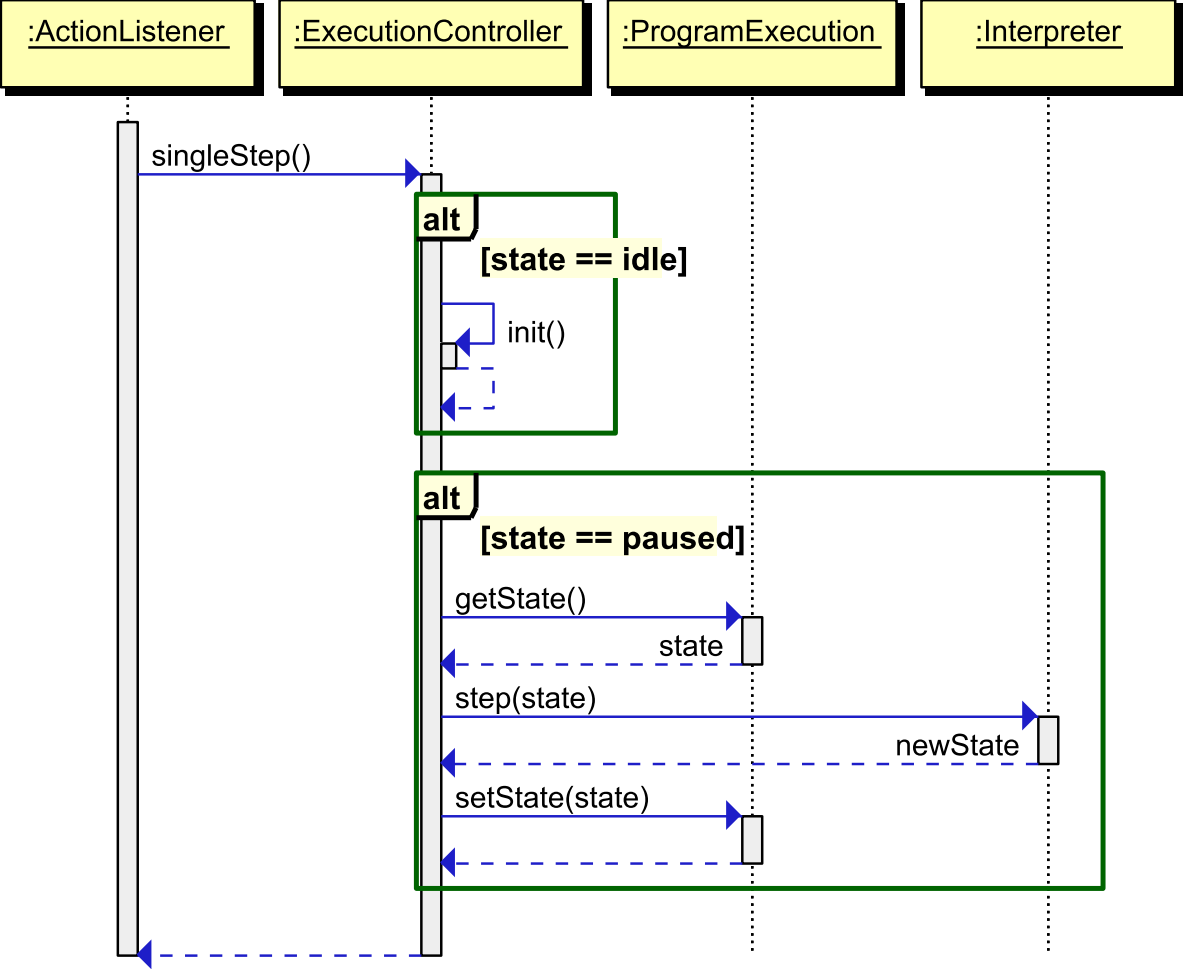 :ActionListener
:ExecutionController
:ProgramExecution
:Interpreter
singleStep()
alt
[state == idle]
init()
alt
[state == paused]
getState()
state
step(state)
newState
setState(state)